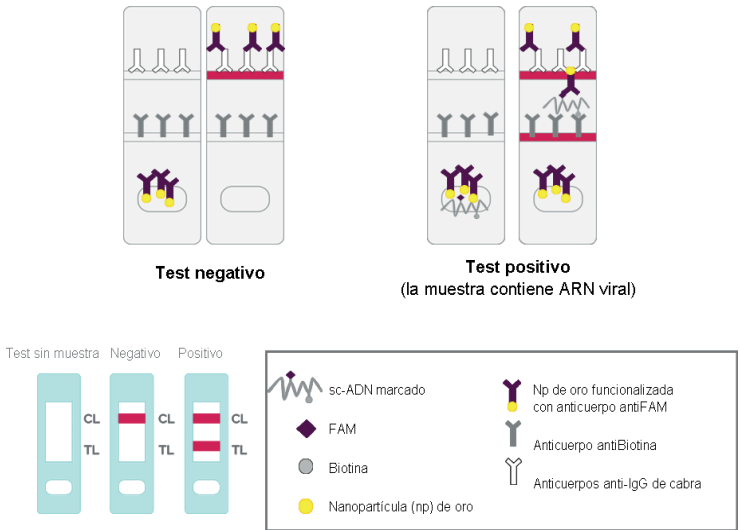 Test negativo
Test positivo
(la muestra contiene ARN viral)
Test sin muestra Negativo Positivo
CL CL
TL TL
sc-ADN marcado
FAM
Biotina
Nanopartícula (np) de oro
Np de oro funcionalizada
con anticuerpo antiFAM
Anticuerpo antiBiotina
Anticuerpos anti-IgG de cabra